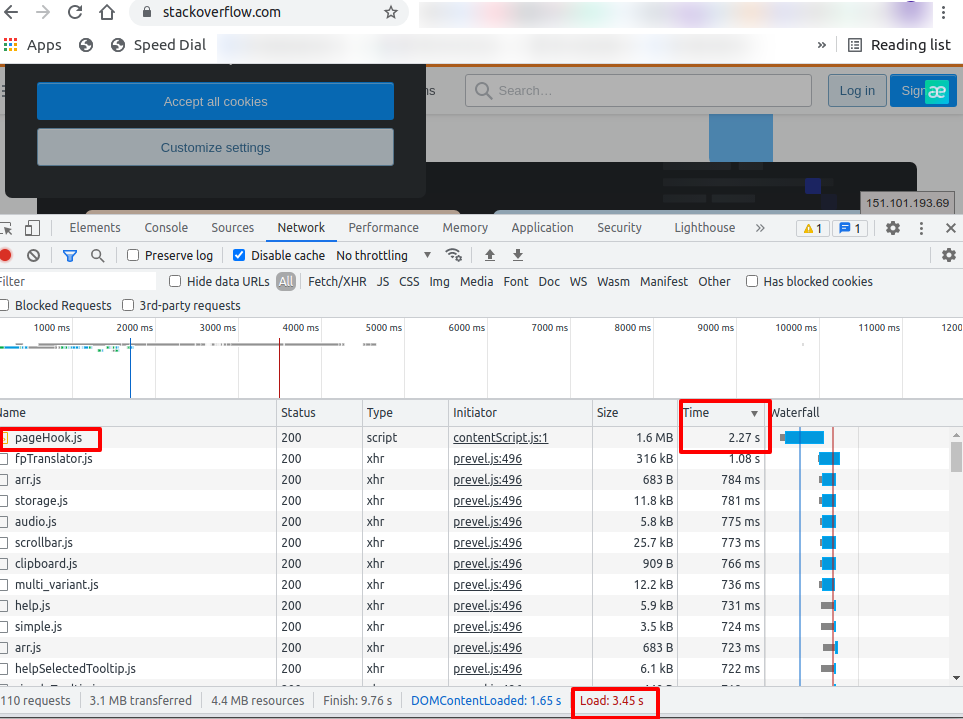 stackoverflow.com
Apps Speed Dial » Reading list
Accept all cookies
Search... Log in Sign æ
Customize settings
151.101.193.69
Elements Console Sources Network Performance Memory Application Security Lighthouse » 1 1
Preserve log Disable cache No throttling
Filter Hide data URLs All Fetch/XHR JS CSS Img Media Font Doc WS Wasm Manifest Other Has blocked cookies
Blocked Requests 3rd-party requests
1000 ms 2000 ms 3000 ms 4000 ms 5000 ms 6000 ms 7000 ms 8000 ms 9000 ms 10000 ms 11000 ms 1200
Name Status Type Initiator Size Time Waterfall
pageHook.js 200 script contentScript.js:1 1.6 MB 2.27 s
fpTranslator.js 200 xhr prevel.js:496 316 kB 1.08 s
arr.js 200 xhr prevel.js:496 683 B 784 ms
storage.js 200 xhr prevel.js:496 11.8 kB 781 ms
audio.js 200 xhr prevel.js:496 5.8 kB 775 ms
scrollbar.js 200 xhr prevel.js:496 25.7 kB 773 ms
clipboard.js 200 xhr prevel.js:496 909 B 766 ms
multi_variant.js 200 xhr prevel.js:496 12.2 kB 736 ms
help.js 200 xhr prevel.js:496 5.9 kB 731 ms
simple.js 200 xhr prevel.js:496 3.5 kB 724 ms
arr.js 200 xhr prevel.js:496 683 B 723 ms
helpSelectedTooltip.js 200 xhr prevel.js:496 6.1 kB 722 ms
110 requests 3.1 MB transferred 4.4 MB resources Finish: 9.76 s DOMContentLoaded: 1.65 s Load: 3.45 s